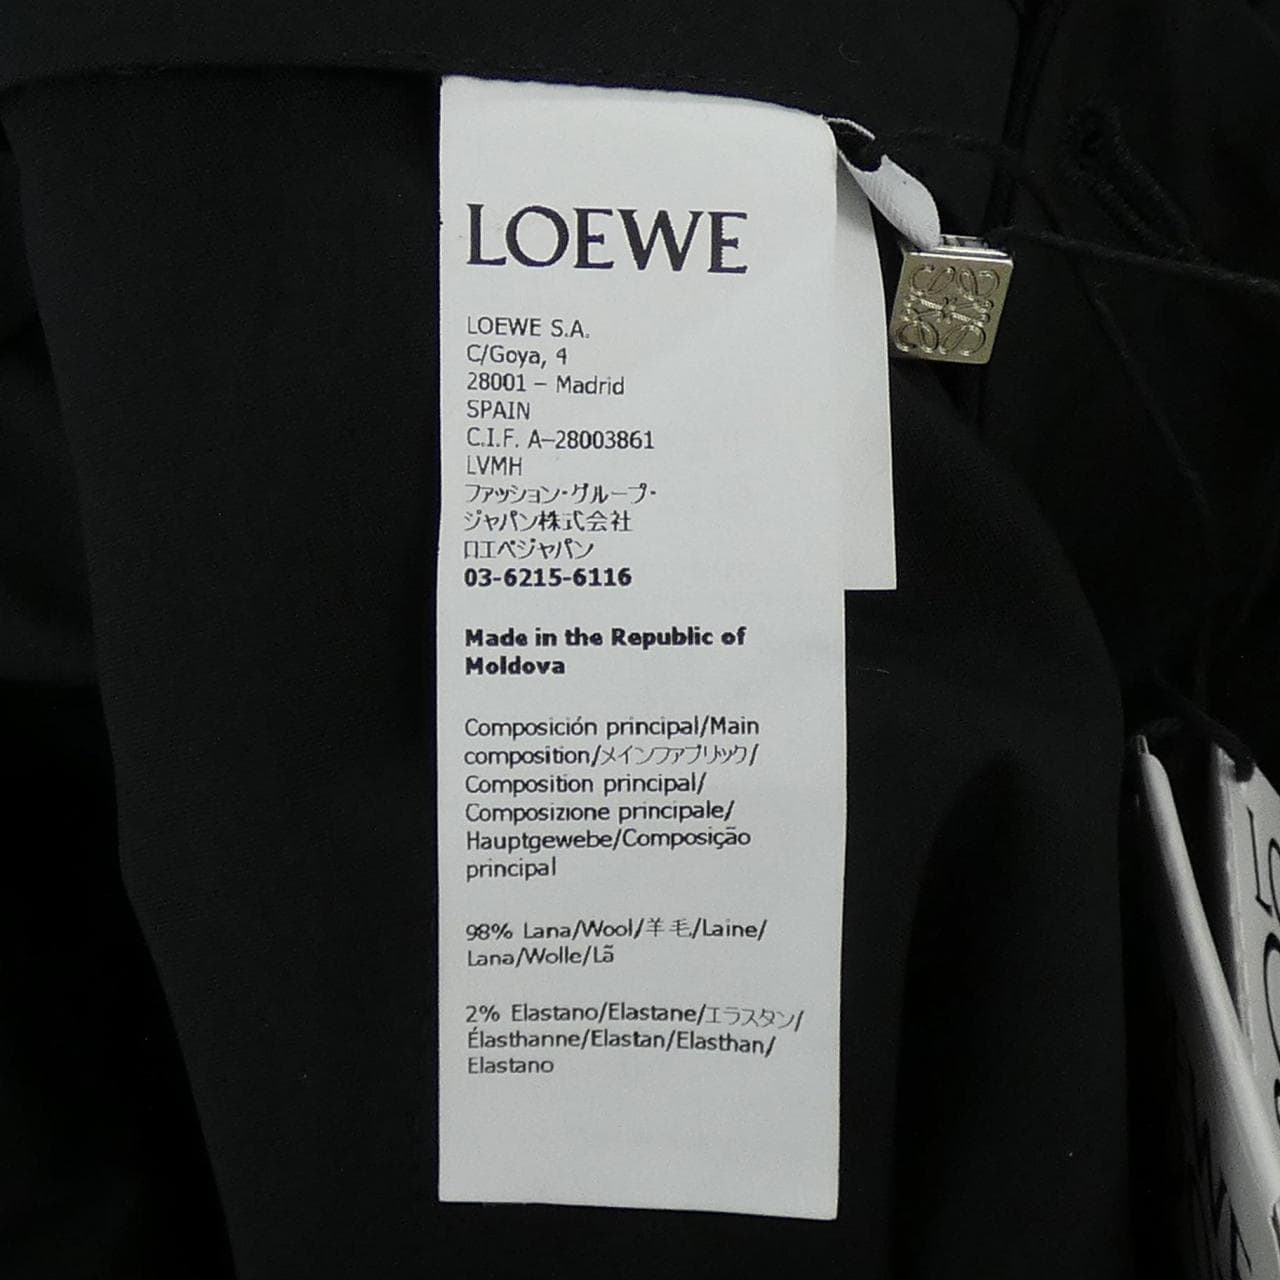 LOEWE
LOEWE S.A.
C/Goya, 4
28001 – Madrid
SPAIN
C.I.F. A–28003861
LVMH
ファッション・グループ・
ジャパン株式会社
ロエベジャパン
03-6215-6116
Made in the Republic of
Moldova
Composición principal/Main
composition/メインファブリック/
Composition principal/
Composizione principale/
Hauptgewebe/Composição
principal
98% Lana/Wool/羊毛/Laine/
Lana/Wolle/Lã
2% Elastano/Elastane/エラスタン/
Élasthanne/Elastan/Elasthan/
Elastano